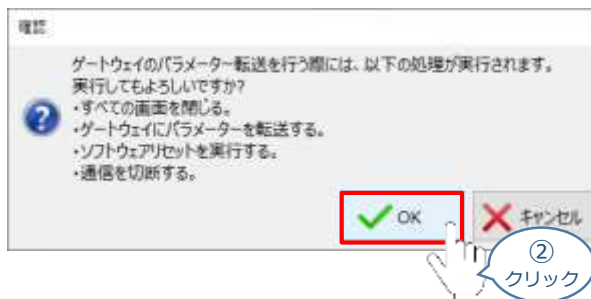 確認
ゲートウェイのパラメーター転送を行う際には、以下の処理が実行されます。
実行してもよろしいですか?
・すべての画面を閉じる。
・ゲートウェイにパラメーターを転送する。
・ソフトウェアリセットを実行する。
・通信を切断する。
OK
キャンセル
②
クリック